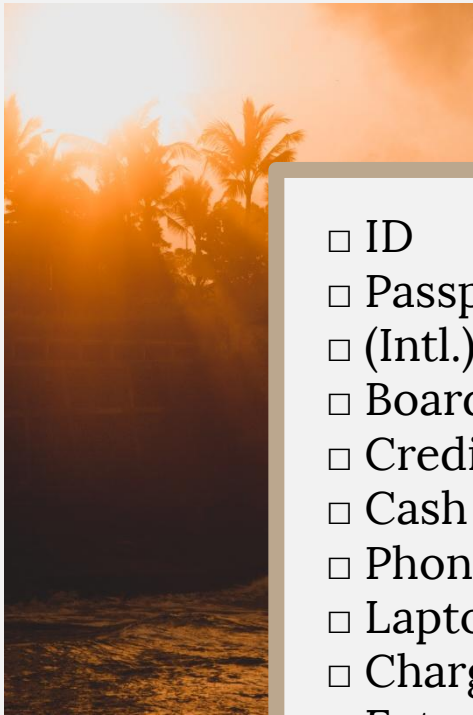 ☐ ID
☐ Passp
☐ (Intl.)
☐ Board
☐ Credi
☐ Cash
☐ Phon
☐ Lapto
☐ Charg